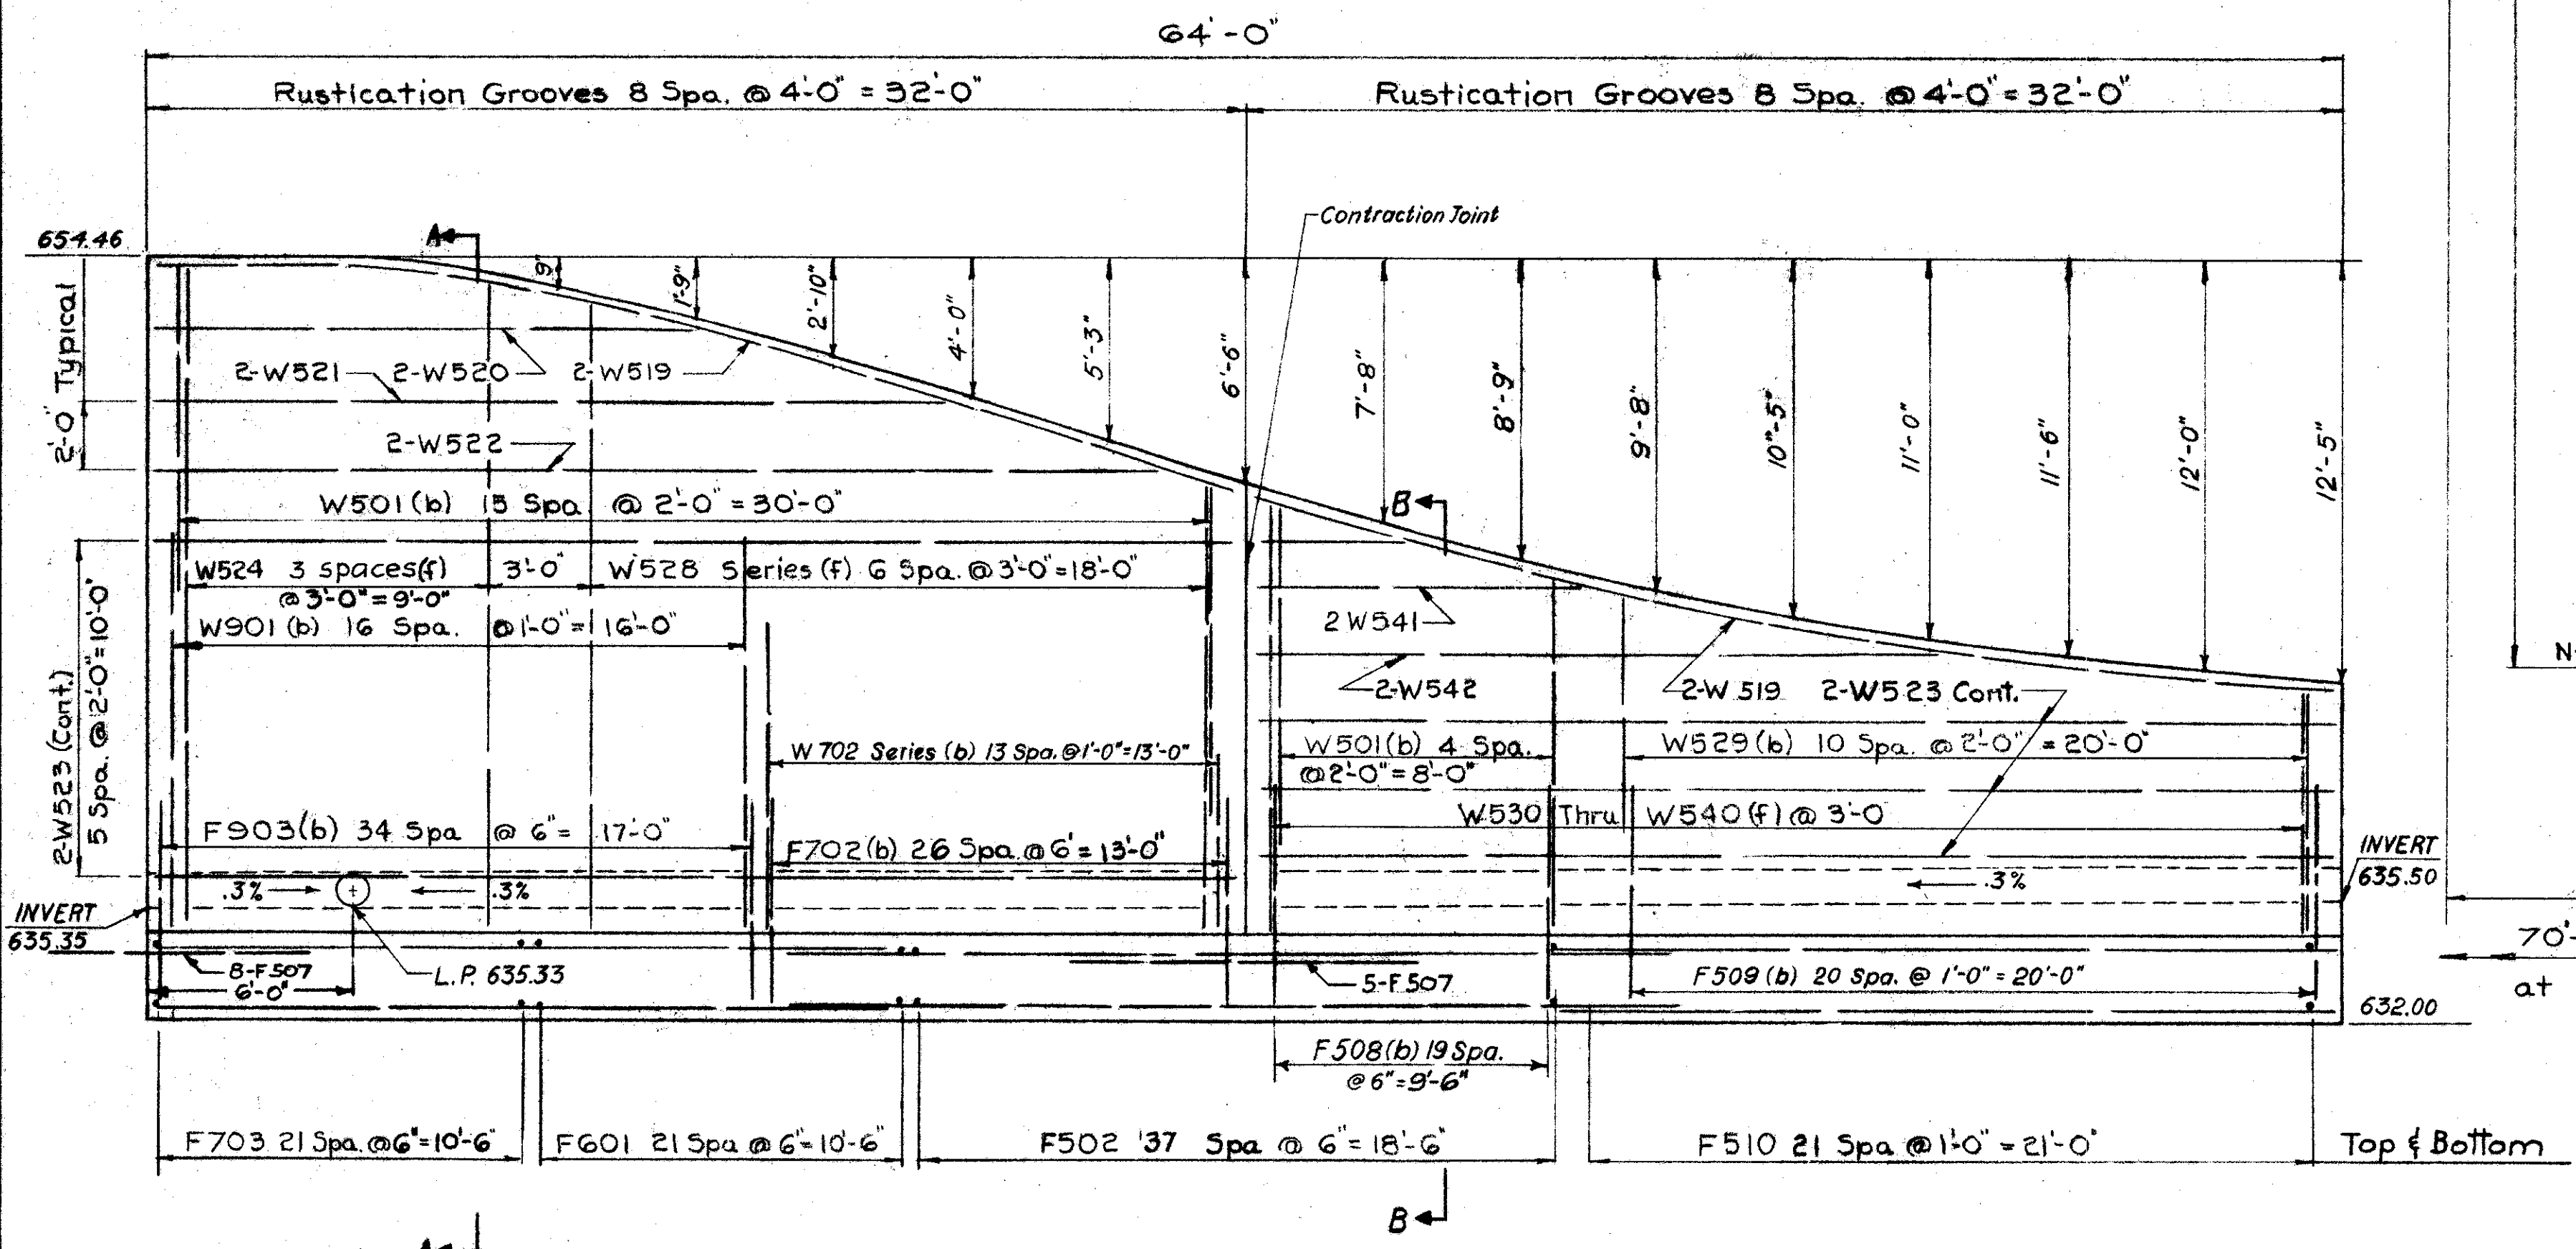 64'-0"
Rustication Grooves 8 Spa. @ 4'-0" = 32'-0"
Rustication Grooves 8 Spa. @ 4'-0" = 32'-0"
Contraction Joint
654.46
A
9"
1'-9"
2'-10"
4'-0"
5'-3"
6'-6"
7'-8"
8'-9"
9'-8"
10"-5"
11'-0"
11'-6"
12'-0"
12'-5"
2'-0" Typical
2-W521
2-W520
2-W519
2-W522
B
W501(b) 15 Spa @ 2'-0" = 30'-0"
W524 3 spaces(f)
@ 3'-0" = 9'-0"
3'-0"
W528 Series (f) 6 Spa. @ 3'-0" = 18'-0"
W901 (b) 16 Spa. @ 1'-0" = 16'-0"
2-W523 (Cont.)
5 Spa. @ 2'-0" = 10'-0"
2 W541
2-W542
2-W 519
2-W523 Cont.
W 702 Series (b) 13 Spa. @ 1'-0" = 13'-0"
W501(b) 4 Spa.
@ 2'-0" = 8'-0"
W529 (b) 10 Spa. @ 2'-0" = 20'-0"
F903(b) 34 Spa @ 6" = 17'-0"
F702(b) 26 Spa. @ 6' = 13'-0"
W530 Thru W540 (f) @ 3'-0
.3%
.3%
.3%
INVERT
635.35
INVERT
635.50
8-F507
6'-0"
L.P. 635.33
5-F507
F509 (b) 20 Spa. @ 1'-0" = 20'-0"
632.00
N
70'-
at
F508(b) 19 Spa.
@ 6" = 9'-6"
F703 21 Spa. @ 6" = 10'-6"
F601 21 Spa @ 6" = 10'-6"
F502 '37 Spa @ 6" = 18'-6"
F510 21 Spa @ 1'-0" = 21'-0"
Top & Bottom
B
A